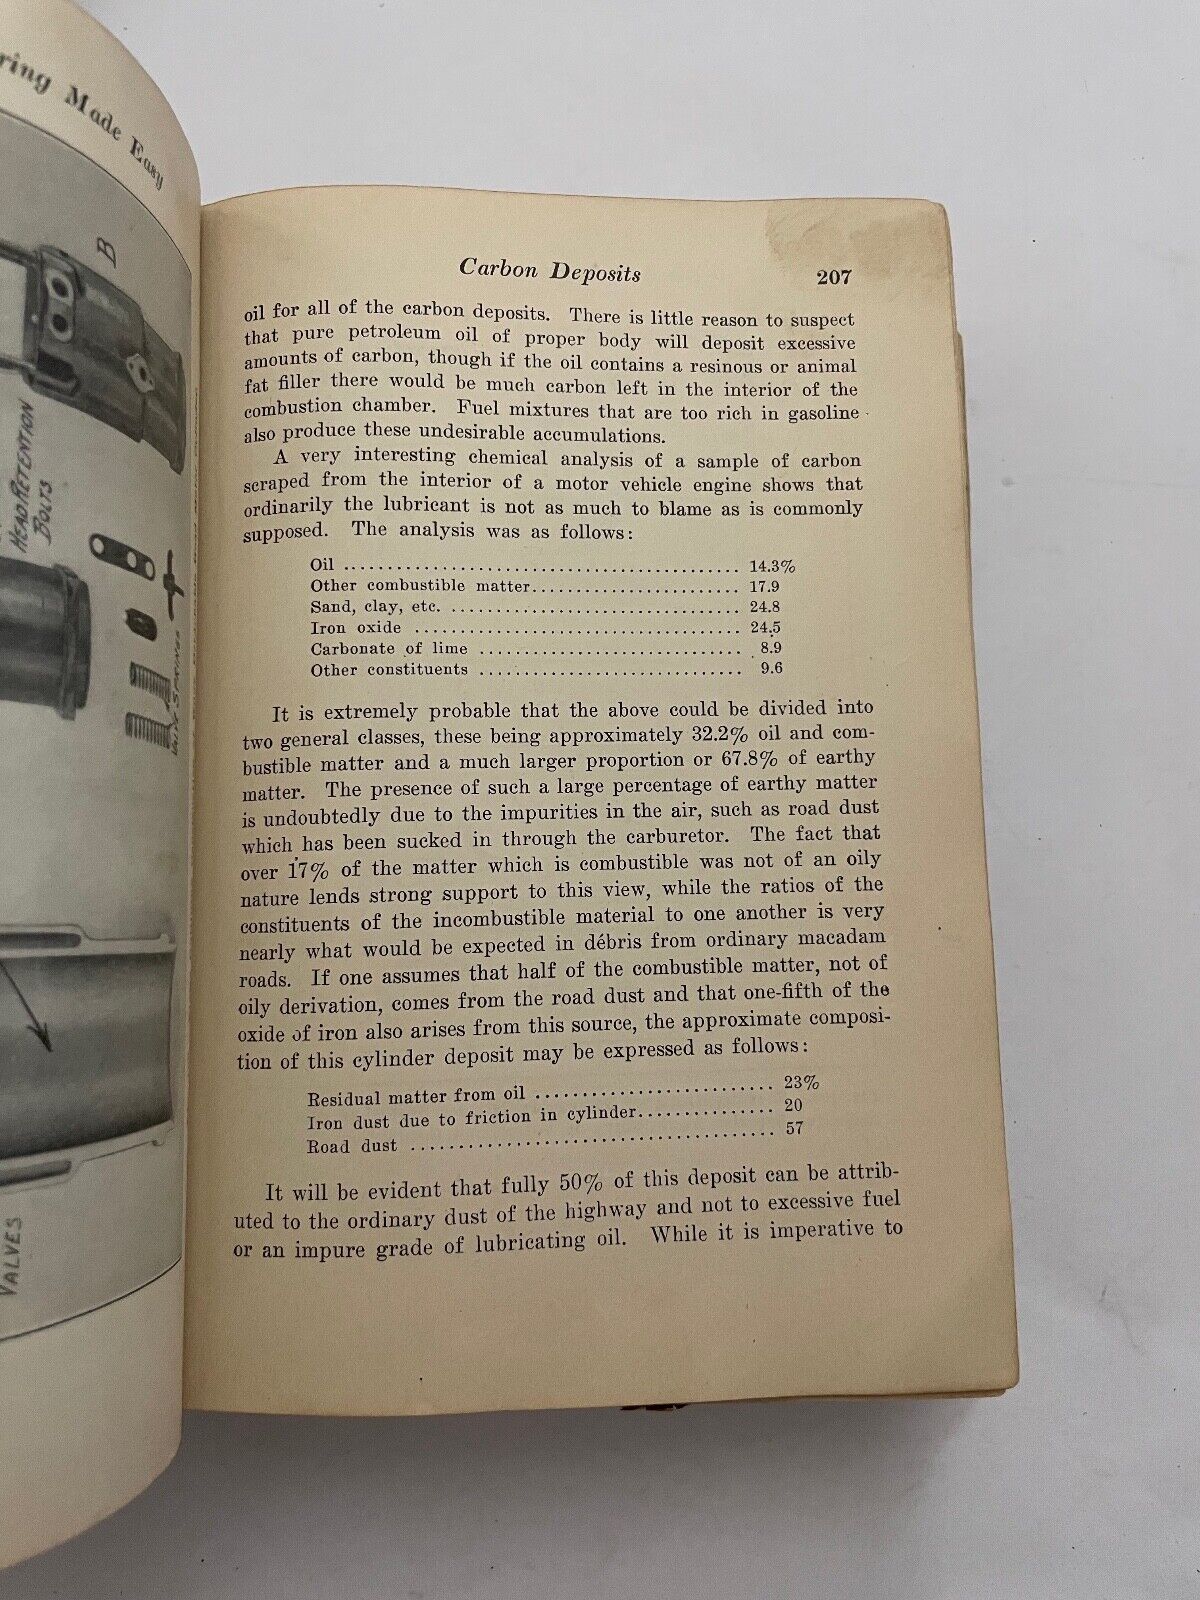 ring Made Easy
B
HEAD RETENTION
BOLTS
VALVE SPRINGS
VALVES
Carbon Deposits 207
oil for all of the carbon deposits. There is little reason to suspect
that pure petroleum oil of proper body will deposit excessive
amounts of carbon, though if the oil contains a resinous or animal
fat filler there would be much carbon left in the interior of the
combustion chamber. Fuel mixtures that are too rich in gasoline
also produce these undesirable accumulations.
A very interesting chemical analysis of a sample of carbon
scraped from the interior of a motor vehicle engine shows that
ordinarily the lubricant is not as much to blame as is commonly
supposed. The analysis was as follows:
Oil ............................................. 14.3%
Other combustible matter........................ 17.9
Sand, clay, etc. ................................ 24.8
Iron oxide .................................... 24.5
Carbonate of lime ............................. 8.9
Other constituents ............................. 9.6
It is extremely probable that the above could be divided into
two general classes, these being approximately 32.2% oil and com-
bustible matter and a much larger proportion or 67.8% of earthy
matter. The presence of such a large percentage of earthy matter
is undoubtedly due to the impurities in the air, such as road dust
which has been sucked in through the carburetor. The fact that
over 17% of the matter which is combustible was not of an oily
nature lends strong support to this view, while the ratios of the
constituents of the incombustible material to one another is very
nearly what would be expected in débris from ordinary macadam
roads. If one assumes that half of the combustible matter, not of
oily derivation, comes from the road dust and that one-fifth of the
oxide of iron also arises from this source, the approximate composi-
tion of this cylinder deposit may be expressed as follows:
Residual matter from oil ........................... 23%
Iron dust due to friction in cylinder............... 20
Road dust ........................................ 57
It will be evident that fully 50% of this deposit can be attrib-
uted to the ordinary dust of the highway and not to excessive fuel
or an impure grade of lubricating oil. While it is imperative to